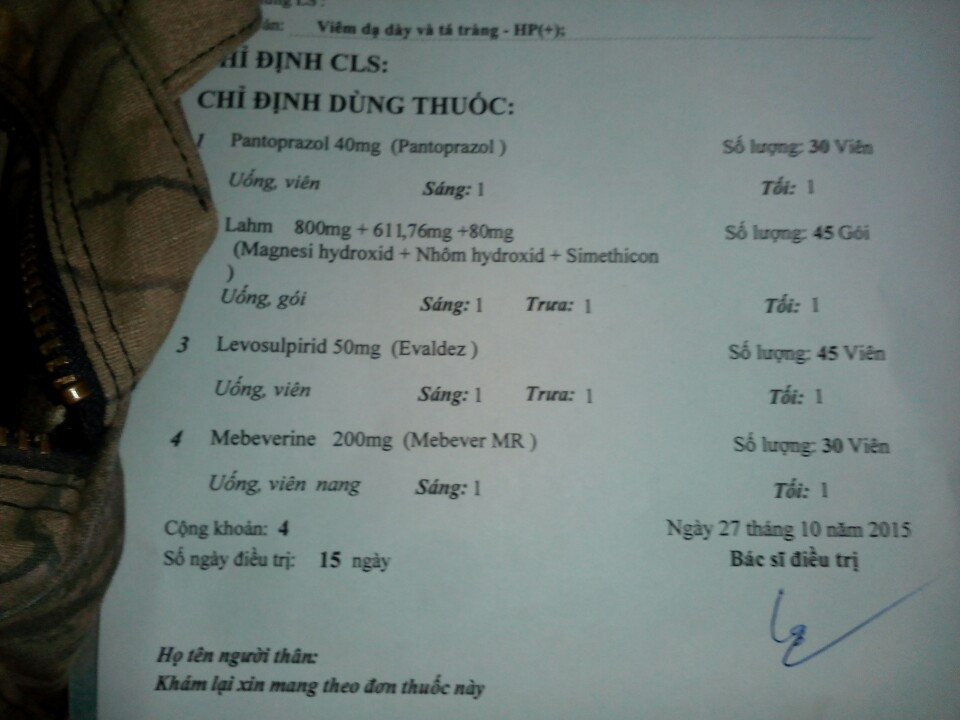 Viêm dạ dày và tá tràng - HP(+);
HỈ ĐỊNH CLS:
CHỈ ĐỊNH DÙNG THUỐC:
1 Pantoprazol 40mg (Pantoprazol ) Số lượng: 30 Viên
Uống, viên Sáng: 1 Tối: 1
Lahm 800mg + 611,76mg +80mg Số lượng: 45 Gói
(Magnesi hydroxid + Nhôm hydroxid + Simethicon
)
Uống, gói Sáng: 1 Trưa: 1 Tối: 1
3 Levosulpirid 50mg (Evaldez ) Số lượng: 45 Viên
Uống, viên Sáng: 1 Trưa: 1 Tối: 1
4 Mebeverine 200mg (Mebever MR ) Số lượng: 30 Viên
Uống, viên nang Sáng: 1 Tối: 1
Cộng khoản: 4 Ngày 27 tháng 10 năm 2015
Số ngày điều trị: 15 ngày Bác sĩ điều trị
Họ tên người thân:
Khám lại xin mang theo đơn thuốc này